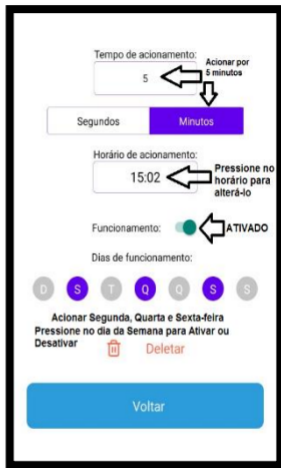 Tempo de acionamento:
5
Acionar por
5 minutos
Segundos
Minutos
Horário de acionamento:
15:02
Pressione no
horário para
alterá-lo
Funcionamento:
ATIVADO
Dias de funcionamento:
D S T Q Q S S
Acionar Segunda, Quarta e Sexta-feira
Pressione no dia da Semana para Ativar ou
Desativar
Deletar
Voltar